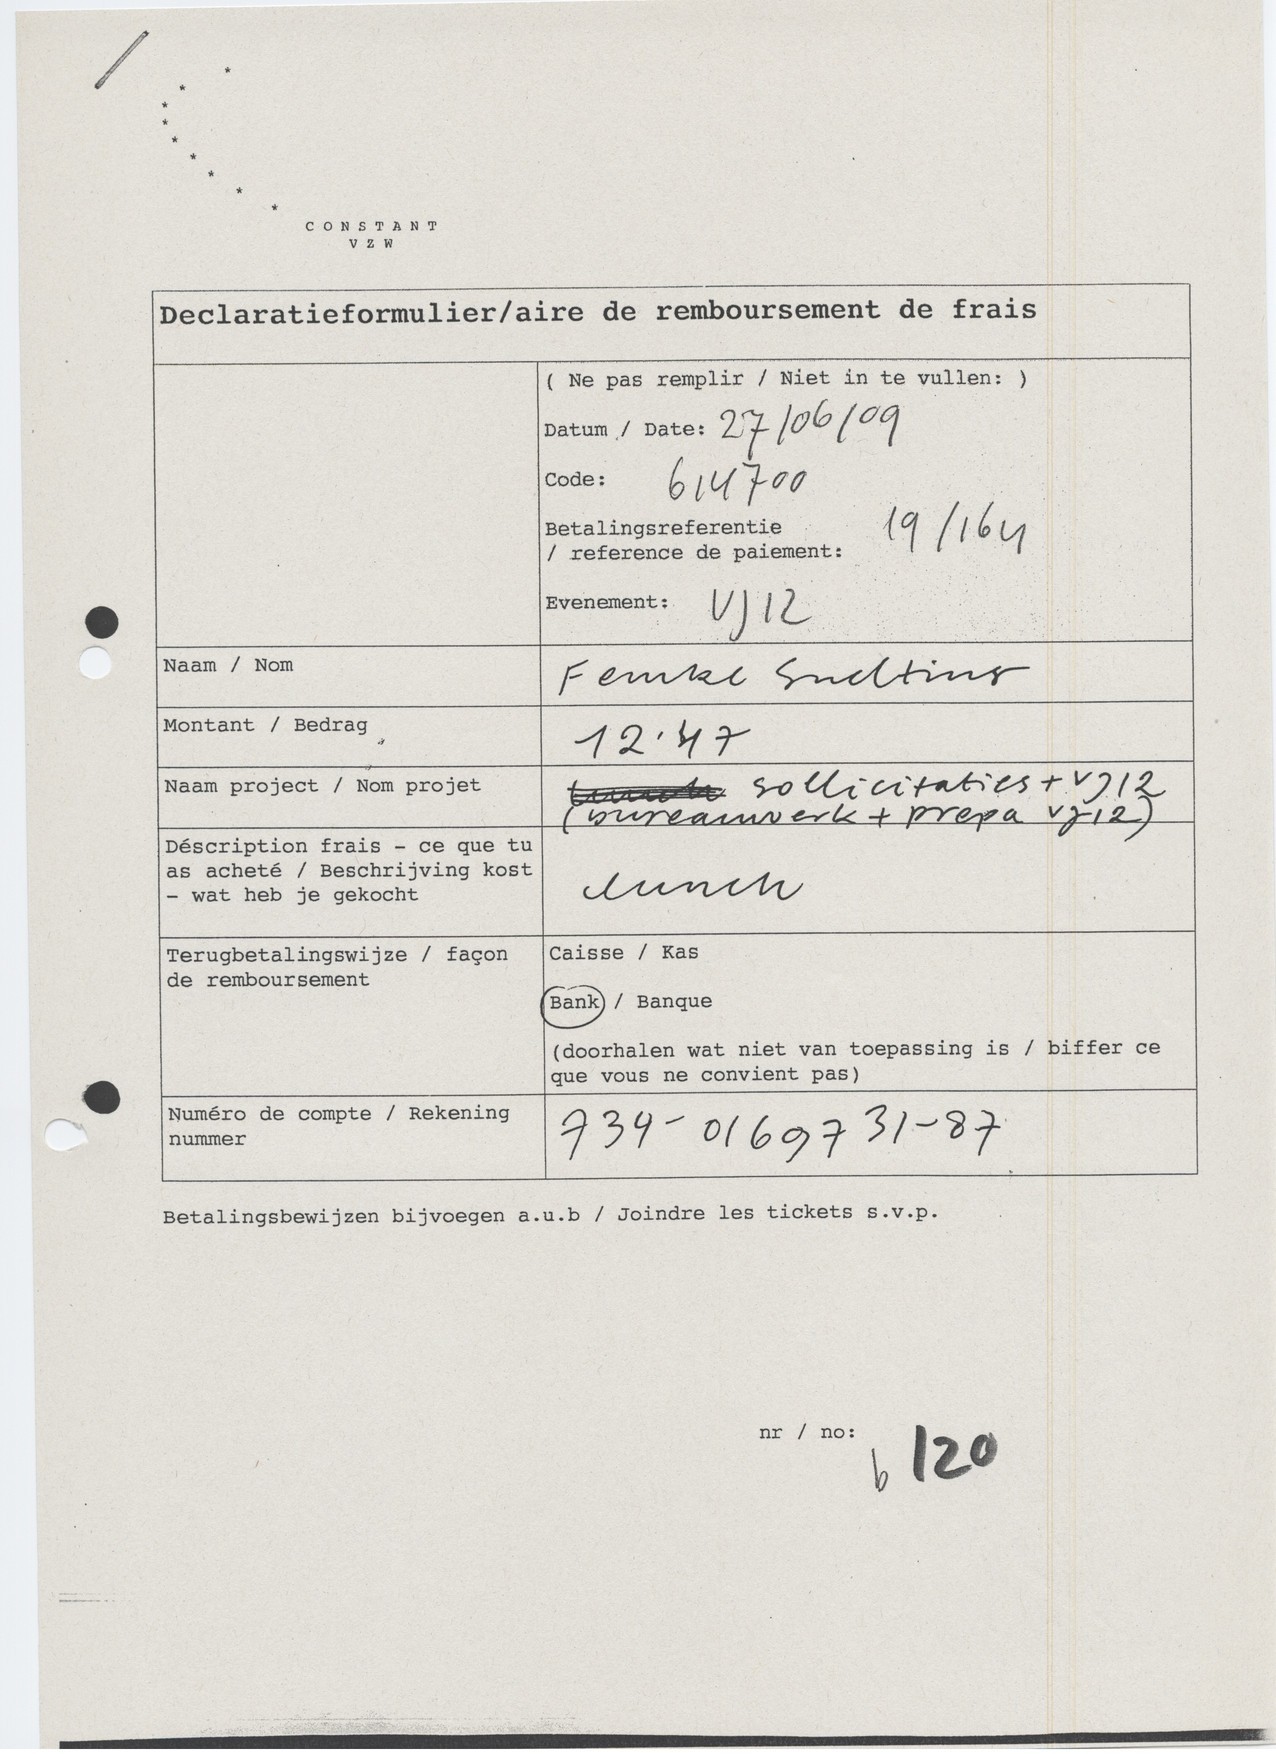 CONSTANT
VZW
Declaratieformulier/aire de remboursement de frais
( Ne pas remplir / Niet in te vullen: )
Datum / Date: 27/06/09
Code: 614700
Betalingsreferentie
/ reference de paiement: 19/164
Evenement: VJ12
Naam / Nom Femke Snelting
Montant / Bedrag 12.47
Naam project / Nom projet sollicitaties + VJ12
(bureauwerk + prepa VJ12)
Déscription frais - ce que tu
as acheté / Beschrijving kost
- wat heb je gekocht
lunch
Terugbetalingswijze / façon
de remboursement
Caisse / Kas
Bank / Banque
(doorhalen wat niet van toepassing is / biffer ce
que vous ne convient pas)
Numéro de compte / Rekening
nummer
734-0169731-87
Betalingsbewijzen bijvoegen a.u.b / Joindre les tickets s.v.p.
nr / no:
b 120